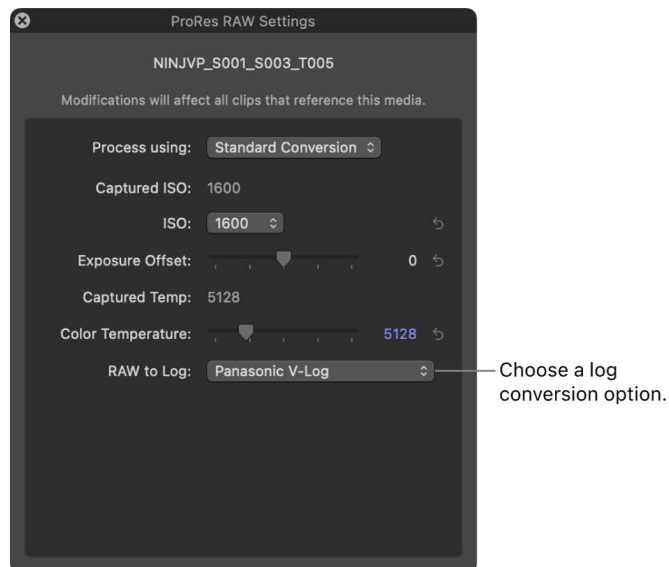 ProRes RAW Settings
NINJVP_S001_S003_T005
Modifications will affect all clips that reference this media.
Process using: Standard Conversion
Captured ISO: 1600
ISO: 1600
Exposure Offset: 0
Captured Temp: 5128
Color Temperature: 5128
RAW to Log: Panasonic V-Log
Choose a log
conversion option.